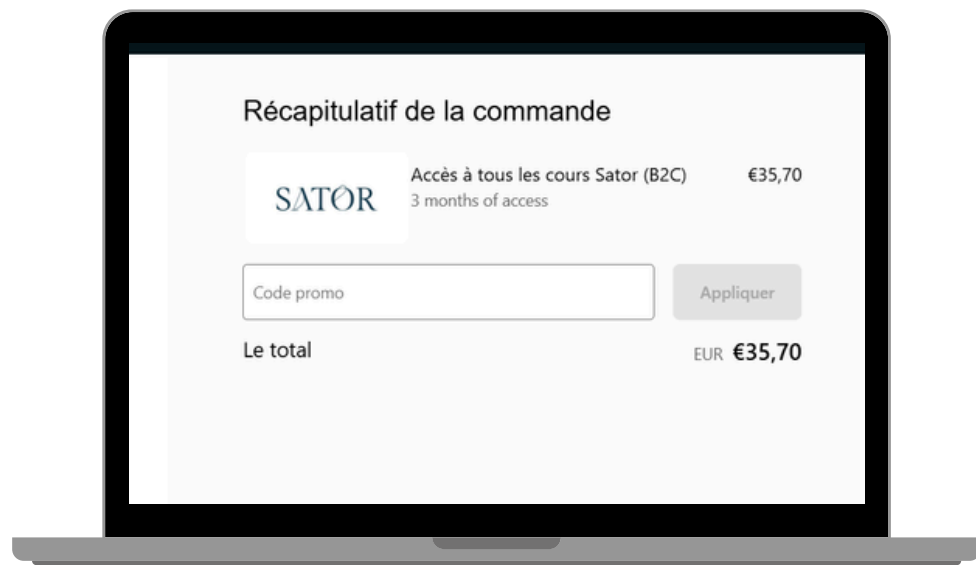 Récapitulatif de la commande
SATOR
Accès à tous les cours Sator (B2C) €35,70
3 months of access
Code promo Appliquer
Le total EUR €35,70